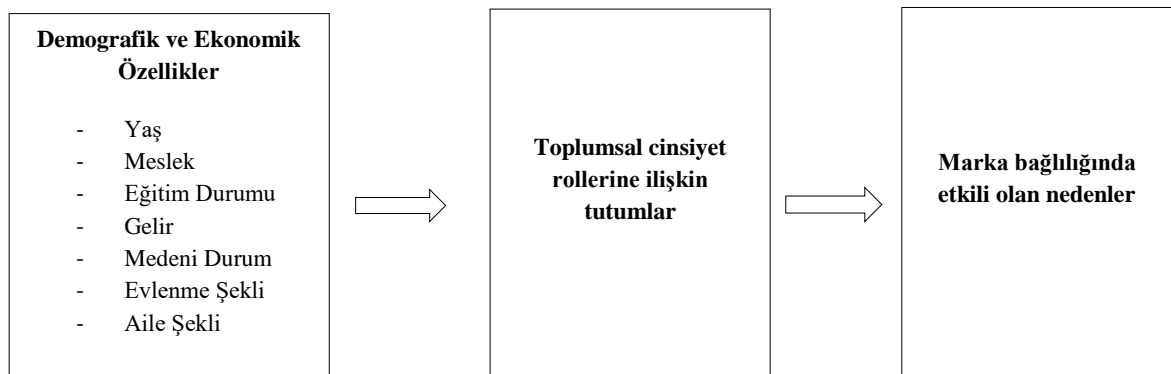 Demografik ve Ekonomik
Özellikler
- Yaş
- Meslek
- Eğitim Durumu
- Gelir
- Medeni Durum
- Evlenme Şekli
- Aile Şekli
Toplumsal cinsiyet
rollerine ilişkin
tutumlar
Marka bağlılığında
etkili olan nedenler